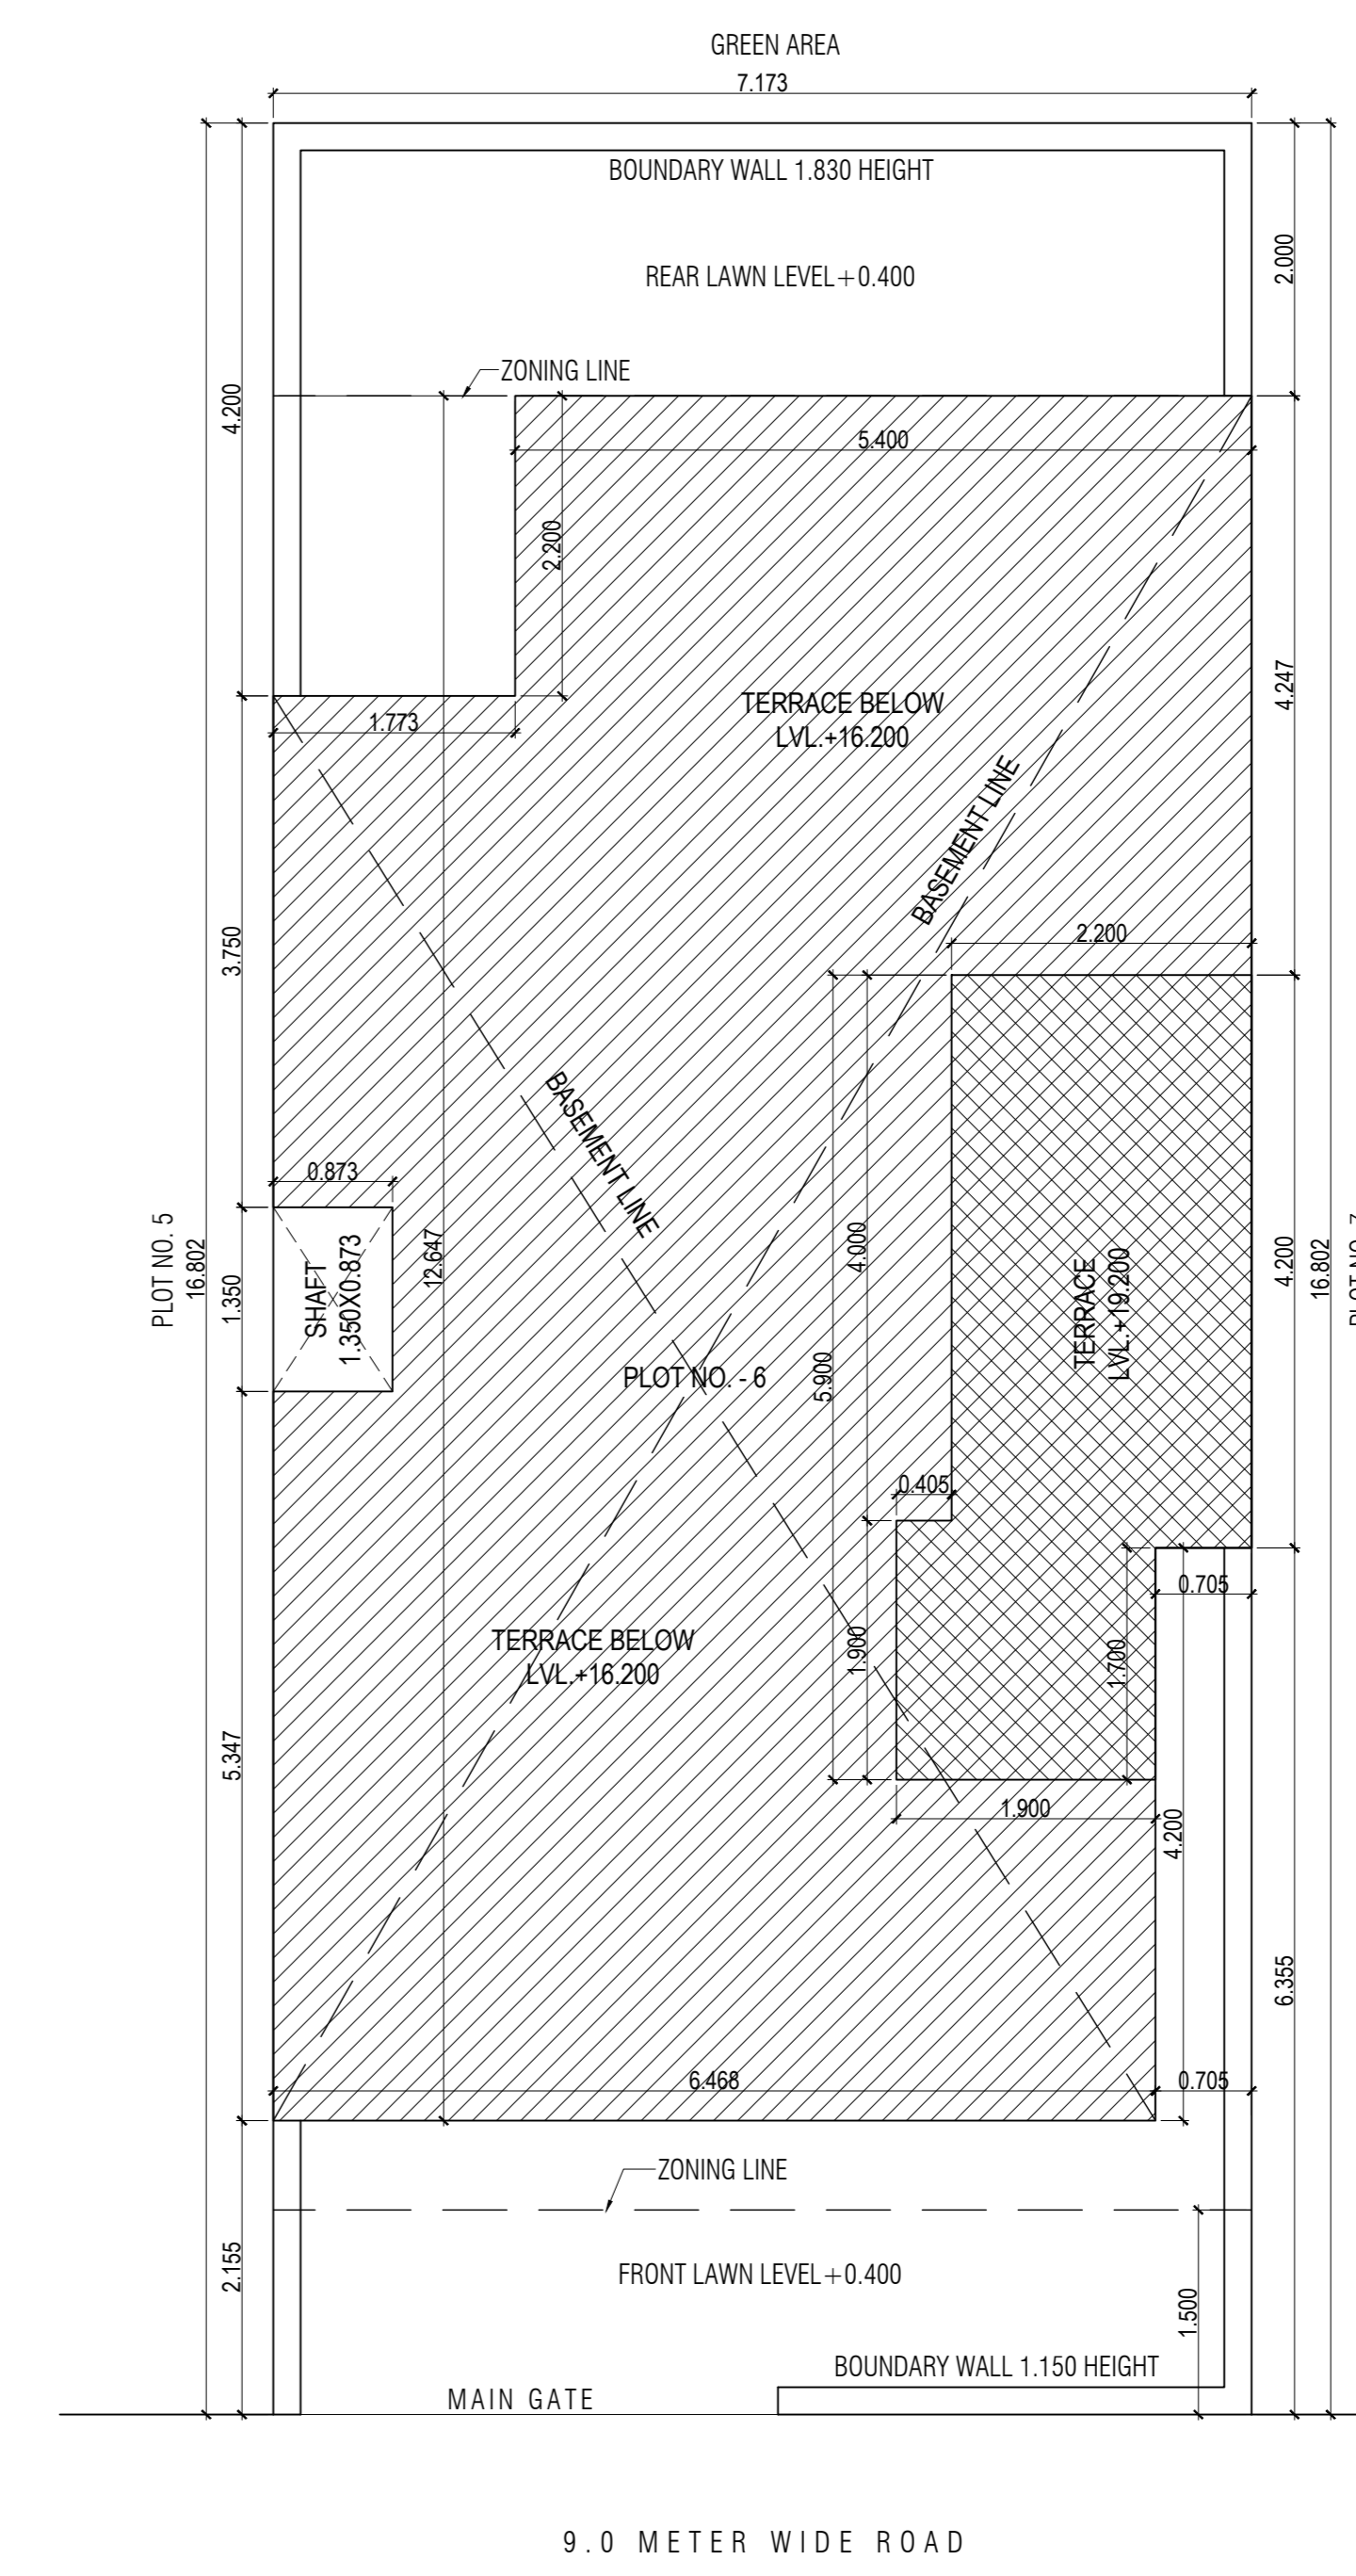 GREEN AREA
7.173
BOUNDARY WALL 1.830 HEIGHT
2.000
REAR LAWN LEVEL+0.400
ZONING LINE
4.200
5.400
2.200
4.247
TERRACE BELOW
LVL.+16.200
1.773
BASEMENT LINE
3.750
2.200
BASEMENT LINE
0.873
PLOT NO. 5
16.802
1.350
SHAFT
1.350X0.873
12.647
4.000
TERRACE
LVL.+19.200
4.200
16.802
PLOT NO. - 6
5.900
0.405
0.705
TERRACE BELOW
LVL.+16.200
1.900
1.700
5.347
1.900
4.200
6.355
6.468
0.705
ZONING LINE
2.155
FRONT LAWN LEVEL+0.400
1.500
BOUNDARY WALL 1.150 HEIGHT
MAIN GATE
9.0 METER WIDE ROAD